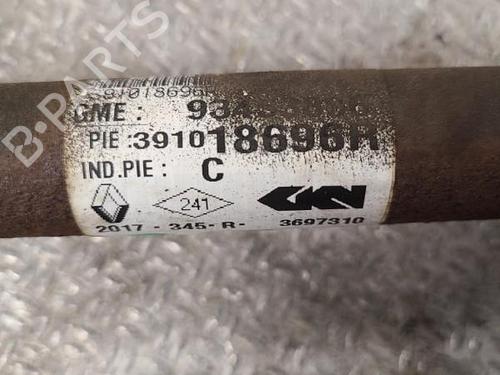 B-PARTS
GME :
PIE :391018696R
IND.PIE : C
241 GKN
2017 - 345- R- 3697310